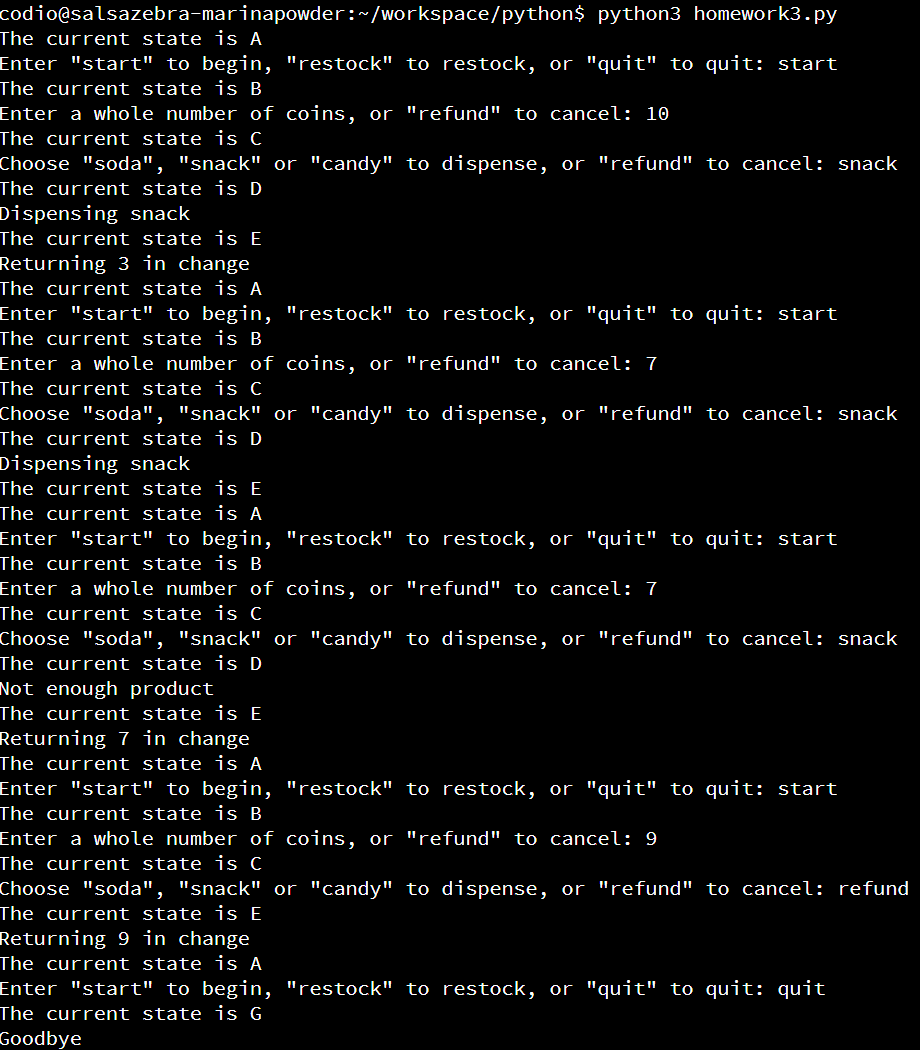 codio@salsazebra-marinapowder:~/workspace/python$ python3 homework3.py
The current state is A
Enter "start" to begin, "restock" to restock, or "quit" to quit: start
The current state is B
Enter a whole number of coins, or "refund" to cancel: 10
The current state is C
Choose "soda", "snack" or "candy" to dispense, or "refund" to cancel: snack
The current state is D
Dispensing snack
The current state is E
Returning 3 in change
The current state is A
Enter "start" to begin, "restock" to restock, or "quit" to quit: start
The current state is B
Enter a whole number of coins, or "refund" to cancel: 7
The current state is C
Choose "soda", "snack" or "candy" to dispense, or "refund" to cancel: snack
The current state is D
Dispensing snack
The current state is E
The current state is A
Enter "start" to begin, "restock" to restock, or "quit" to quit: start
The current state is B
Enter a whole number of coins, or "refund" to cancel: 7
The current state is C
Choose "soda", "snack" or "candy" to dispense, or "refund" to cancel: snack
The current state is D
Not enough product
The current state is E
Returning 7 in change
The current state is A
Enter "start" to begin, "restock" to restock, or "quit" to quit: start
The current state is B
Enter a whole number of coins, or "refund" to cancel: 9
The current state is C
Choose "soda", "snack" or "candy" to dispense, or "refund" to cancel: refund
The current state is E
Returning 9 in change
The current state is A
Enter "start" to begin, "restock" to restock, or "quit" to quit: quit
The current state is G
Goodbye